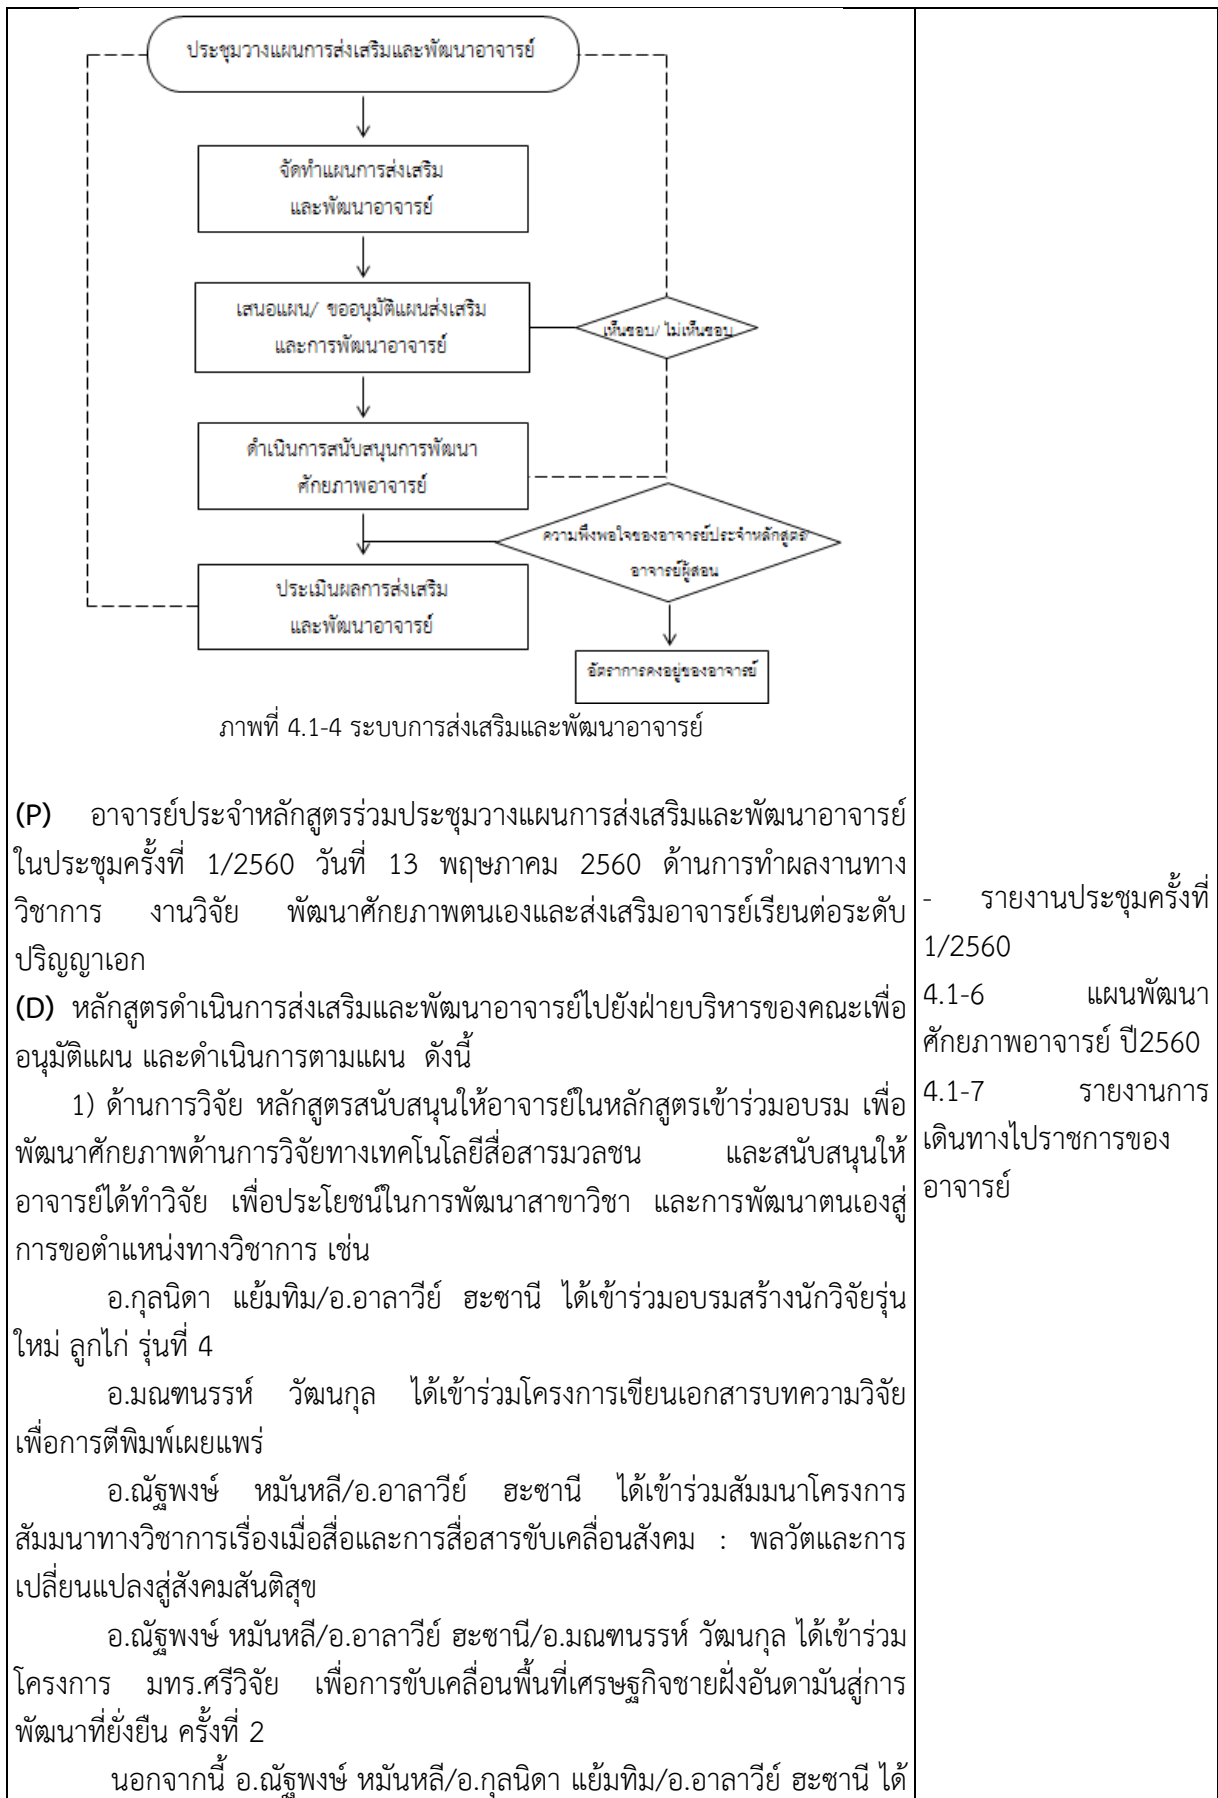 ประชุมวางแผนการส่งเสริมและพัฒนาอาจารย์
จัดทำแผนการส่งเสริม
และพัฒนาอาจารย์
เสนอแผน/ ขออนุมัติแผนส่งเสริม
และการพัฒนาอาจารย์
เห็นชอบ/ ไม่เห็นชอบ
ดำเนินการสนับสนุนการพัฒนา
ศักยภาพอาจารย์
ความพึงพอใจของอาจารย์ประจำหลักสูตร/
อาจารย์ผู้สอน
ประเมินผลการส่งเสริม
และพัฒนาอาจารย์
อัตราการคงอยู่ของอาจารย์
ภาพที่ 4.1-4 ระบบการส่งเสริมและพัฒนาอาจารย์
(P) อาจารย์ประจำหลักสูตรร่วมประชุมวางแผนการส่งเสริมและพัฒนาอาจารย์
ในประชุมครั้งที่ 1/2560 วันที่ 13 พฤษภาคม 2560 ด้านการทำผลงานทาง
วิชาการ งานวิจัย พัฒนาศักยภาพตนเองและส่งเสริมอาจารย์เรียนต่อระดับ
ปริญญาเอก
(D) หลักสูตรดำเนินการส่งเสริมและพัฒนาอาจารย์ไปยังฝ่ายบริหารของคณะเพื่อ
อนุมัติแผน และดำเนินการตามแผน ดังนี้
1) ด้านการวิจัย หลักสูตรสนับสนุนให้อาจารย์ในหลักสูตรเข้าร่วมอบรม เพื่อ
พัฒนาศักยภาพด้านการวิจัยทางเทคโนโลยีสื่อสารมวลชน และสนับสนุนให้
อาจารย์ได้ทำวิจัย เพื่อประโยชน์ในการพัฒนาสาขาวิชา และการพัฒนาตนเองสู่
การขอตำแหน่งทางวิชาการ เช่น
อ.กุลนิดา แย้มทิม/อ.อาลาวีย์ ฮะซานี ได้เข้าร่วมอบรมสร้างนักวิจัยรุ่น
ใหม่ ลูกไก่ รุ่นที่ 4
อ.มณฑนรรห์ วัฒนกุล ได้เข้าร่วมโครงการเขียนเอกสารบทความวิจัย
เพื่อการตีพิมพ์เผยแพร่
อ.ณัฐพงษ์ หมันหลี/อ.อาลาวีย์ ฮะซานี ได้เข้าร่วมสัมมนาโครงการ
สัมมนาทางวิชาการเรื่องเมื่อสื่อและการสื่อสารขับเคลื่อนสังคม : พลวัตและการ
เปลี่ยนแปลงสู่สังคมสันติสุข
อ.ณัฐพงษ์ หมันหลี/อ.อาลาวีย์ ฮะซานี/อ.มณฑนรรห์ วัฒนกุล ได้เข้าร่วม
โครงการ มทร.ศรีวิจัย เพื่อการขับเคลื่อนพื้นที่เศรษฐกิจชายฝั่งอันดามันสู่การ
พัฒนาที่ยั่งยืน ครั้งที่ 2
นอกจากนี้ อ.ณัฐพงษ์ หมันหลี/อ.กุลนิดา แย้มทิม/อ.อาลาวีย์ ฮะซานี ได้
- รายงานประชุมครั้งที่
1/2560
4.1-6 แผนพัฒนา
ศักยภาพอาจารย์ ปี2560
4.1-7 รายงานการ
เดินทางไปราชการของ
อาจารย์